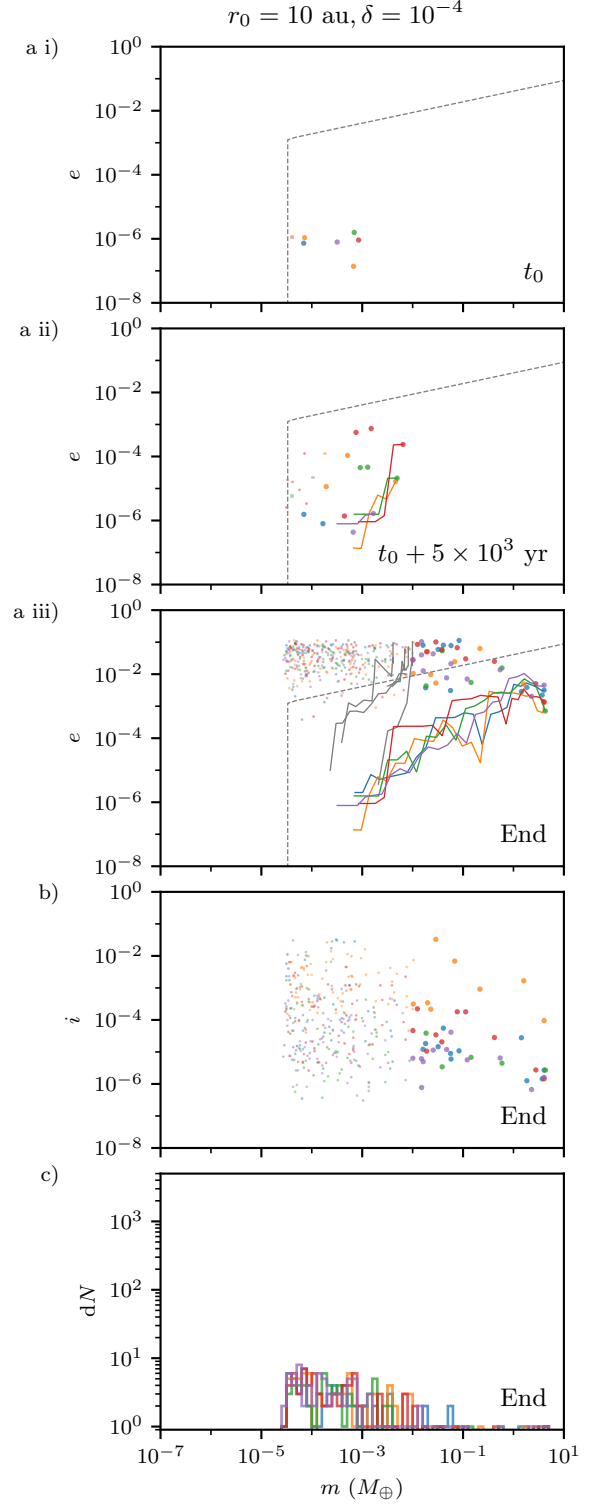 r₀ = 10 au, δ = 10⁻⁴
a i)
10⁰
10⁻²
10⁻⁴
10⁻⁶
10⁻⁸
e
t₀
a ii)
10⁰
10⁻²
10⁻⁴
10⁻⁶
10⁻⁸
e
t₀ + 5 × 10³ yr
a iii)
10⁰
10⁻²
10⁻⁴
10⁻⁶
10⁻⁸
e
End
b)
10⁰
10⁻²
10⁻⁴
10⁻⁶
10⁻⁸
i
End
c)
10³
10²
10¹
10⁰
dN
End
10⁻⁷ 10⁻⁵ 10⁻³ 10⁻¹ 10¹
m (M⊕)